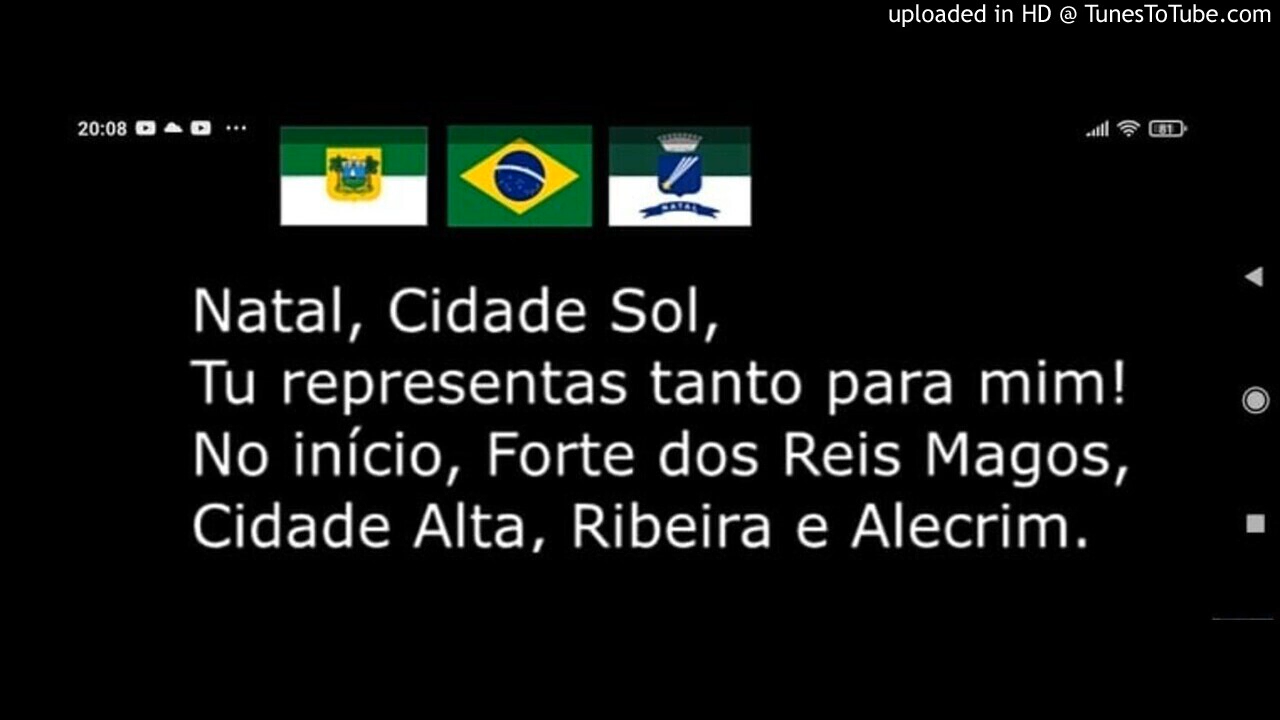 uploaded in HD @ TunesToTube.com
20:08
81
NATAL
Natal, Cidade Sol,
Tu representas tanto para mim!
No início, Forte dos Reis Magos,
Cidade Alta, Ribeira e Alecrim.